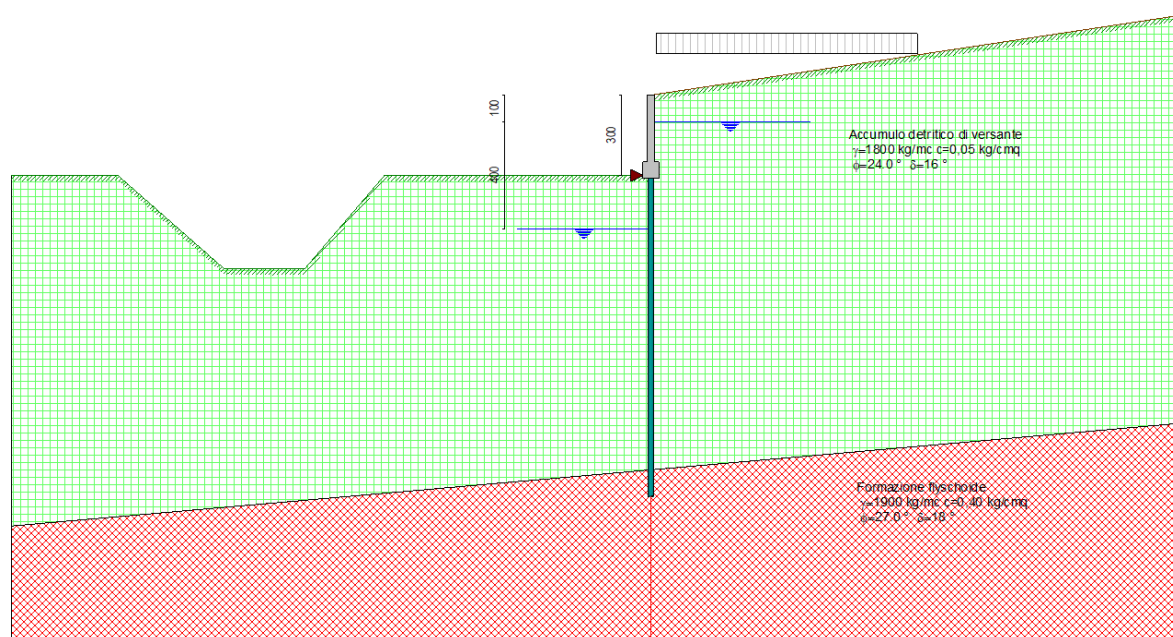 100
300
400
Accumulo detritico di versante
γ=1800 kg/mc c=0,05 kg/cmq
ϕ=24.0 ° δ=16 °
Formazione flyschoide
γ=1900 kg/mc c=0,40 kg/cmq
ϕ=27.0 ° δ=18 °